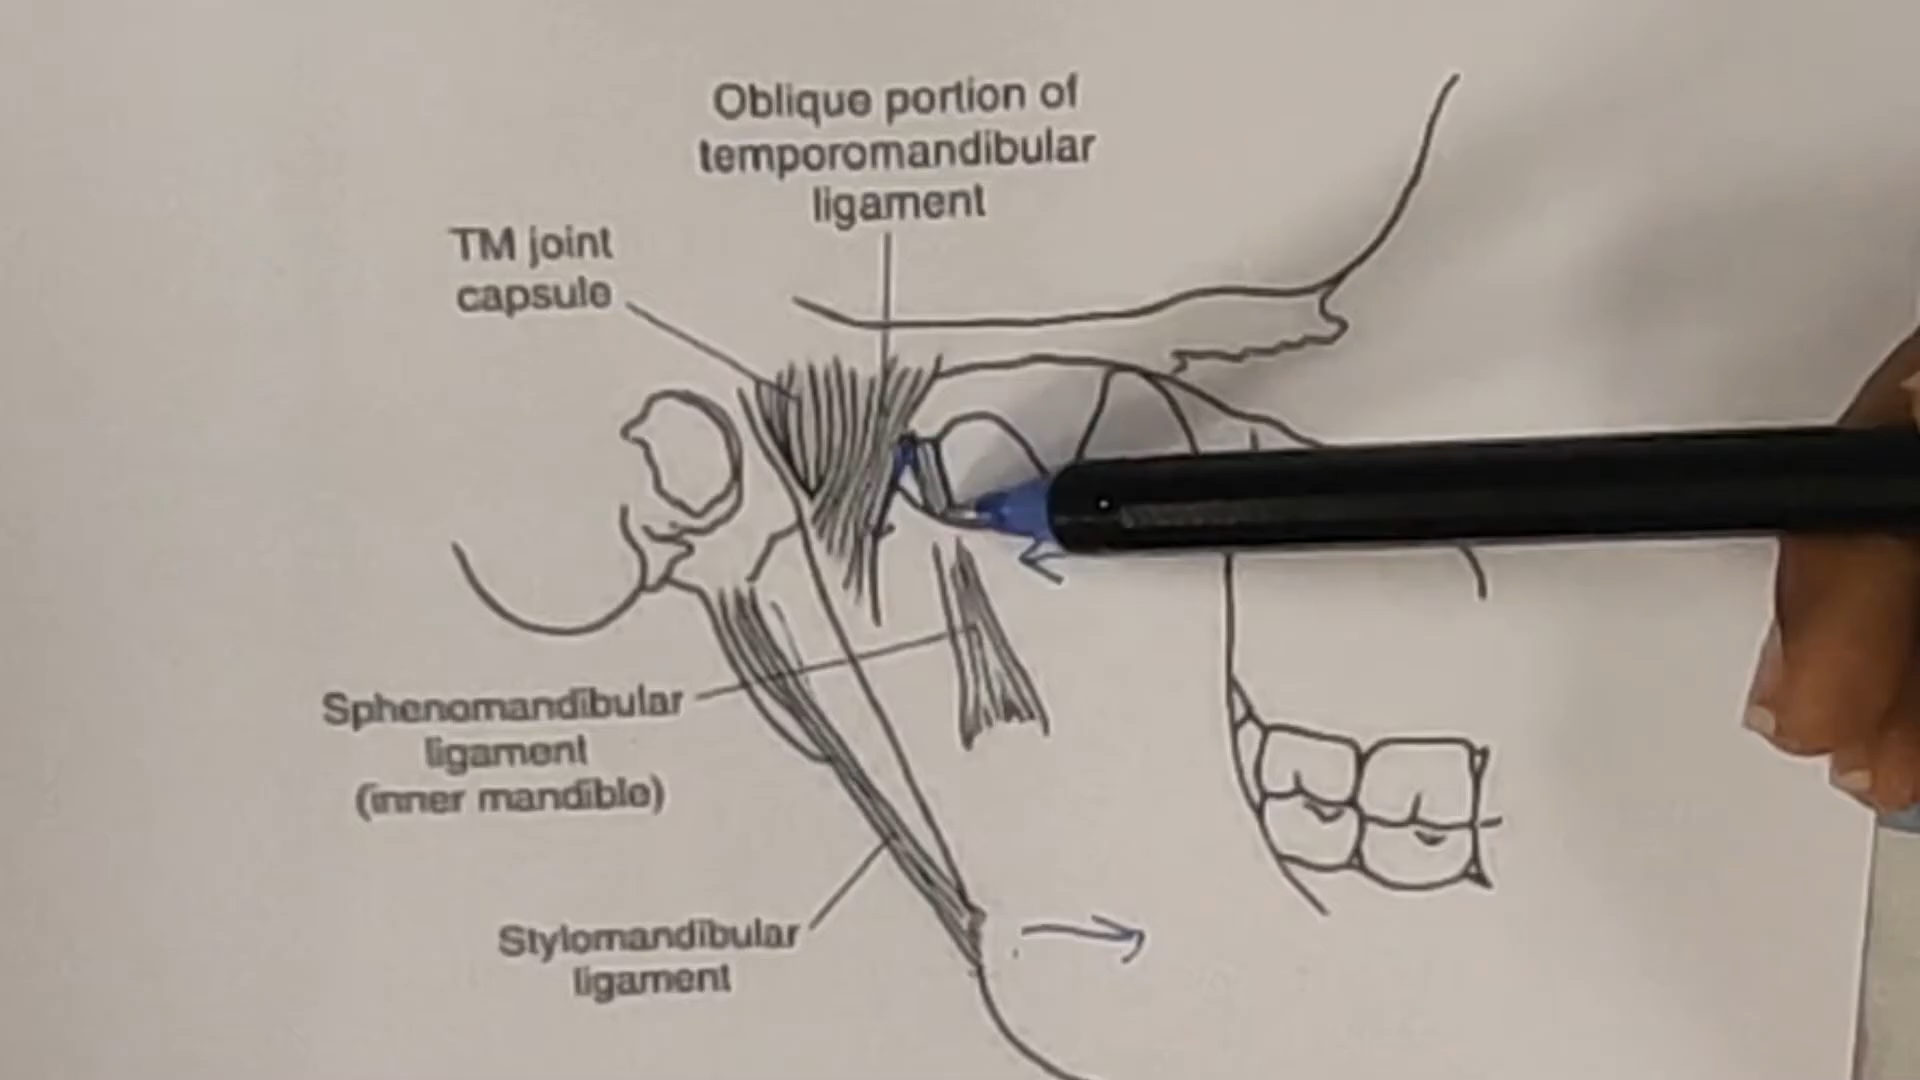 Oblique portion of
temporomandibular
ligament
TM joint
capsule
Sphenomandibular
ligament
(inner mandible)
Stylomandibular
ligament